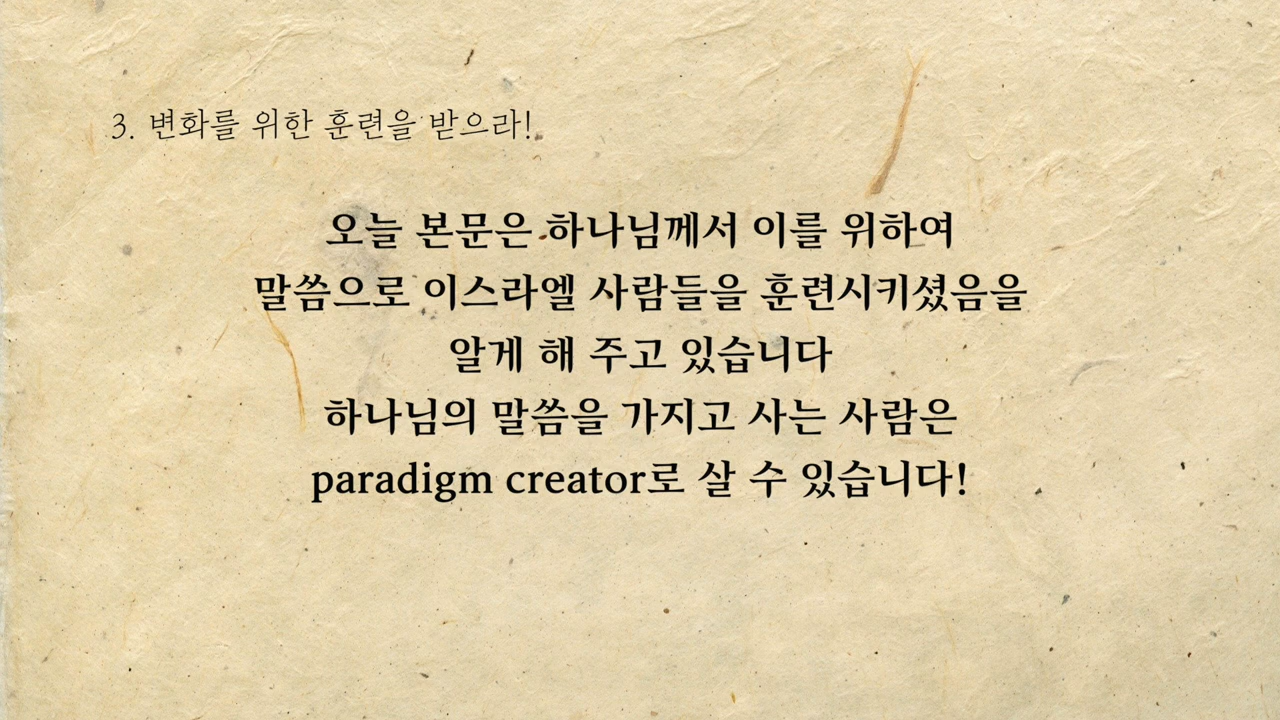 3. 변화를 위한 훈련을 받으라!
오늘 본문은 하나님께서 이를 위하여
말씀으로 이스라엘 사람들을 훈련시키셨음을
알게 해 주고 있습니다
하나님의 말씀을 가지고 사는 사람은
paradigm creator로 살 수 있습니다!